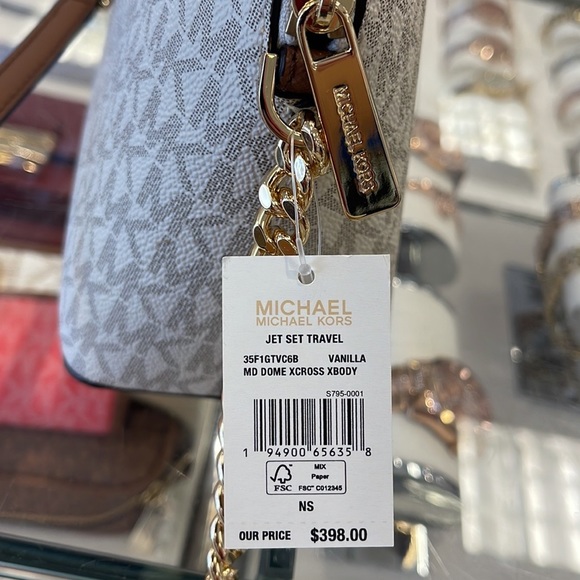 MICHAEL KORS
MICHAEL
MICHAEL KORS
JET SET TRAVEL
35F1GTVC6B VANILLA
MD DOME XCROSS XBODY
S795-0001
1 94900 65635 8
FSC
MIX
Paper
FSC™ C012345
NS
OUR PRICE $398.00